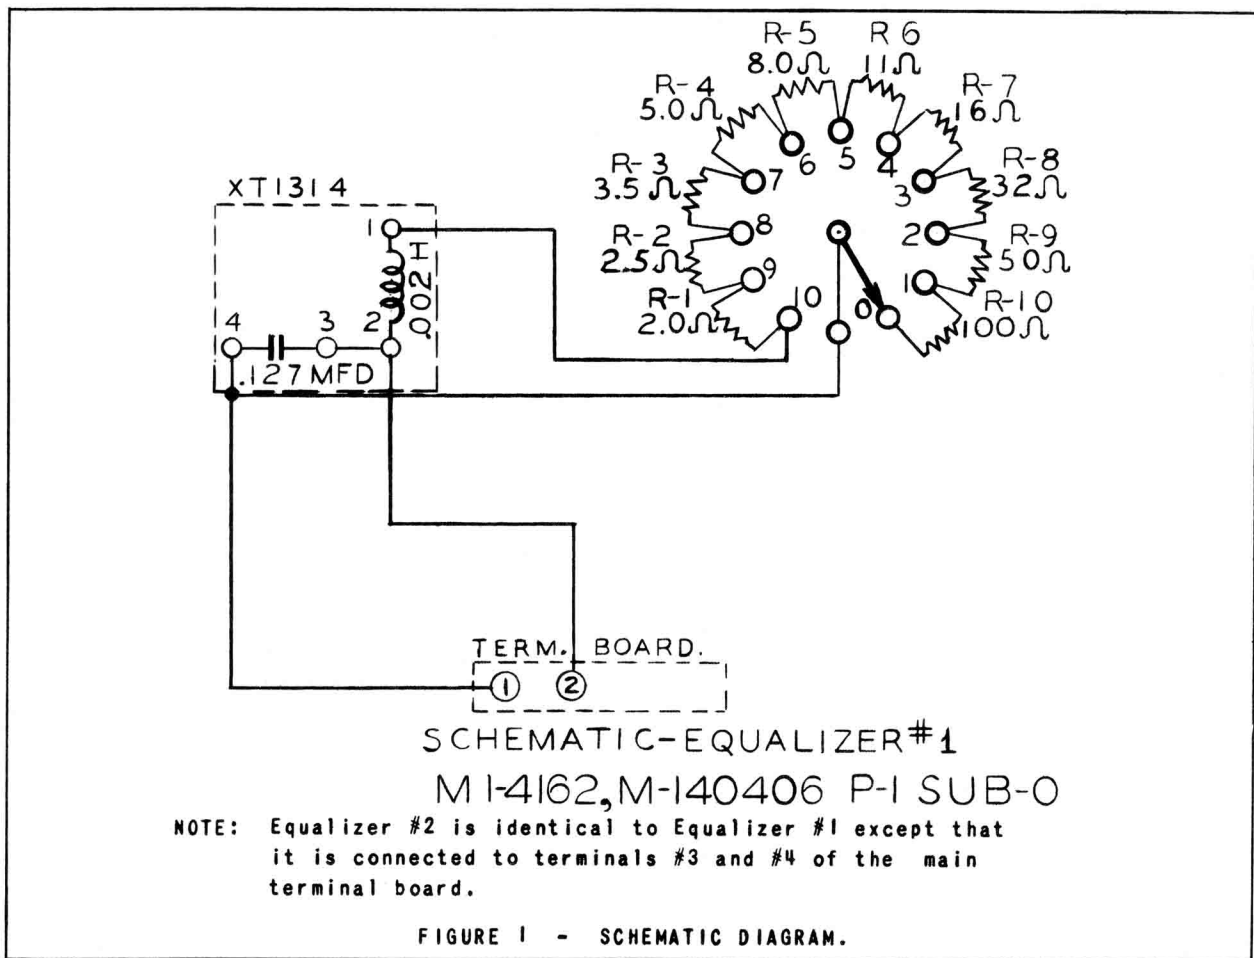 R-5
8.0Ω
R 6
11Ω
R-4
5.0Ω
R-7
16Ω
R-3
3.5Ω
R-8
32Ω
R-2
2.5Ω
R-9
50Ω
R-1
2.0Ω
R-10
100Ω
6
5
4
7
3
8
2
9
1
10
0
XT1314
1
.002 H
4
3
2
.127 MFD
TERM. BOARD.
1
2
SCHEMATIC-EQUALIZER #1
MI-4162, M-140406 P-1 SUB-0
NOTE: Equalizer #2 is identical to Equalizer #1 except that
it is connected to terminals #3 and #4 of the main
terminal board.
FIGURE 1 - SCHEMATIC DIAGRAM.